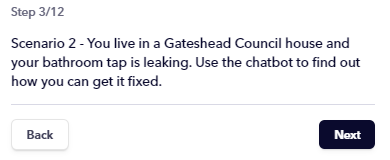 Step 3/12
Scenario 2 - You live in a Gateshead Council house and
your bathroom tap is leaking. Use the chatbot to find out
how you can get it fixed.
Back
Next